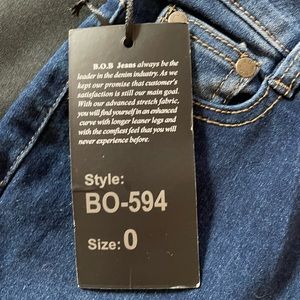 B.O.B Jeans always be the
leader in the denim industry. As we
kept our promise that customer's
satisfaction is still our main goal.
With our advanced stretch fabric,
you will find yourself in an enhanced
curve with longer leaner legs and
with the comfiest feel that you will
never experience before.
Style:
BO-594
Size: 0